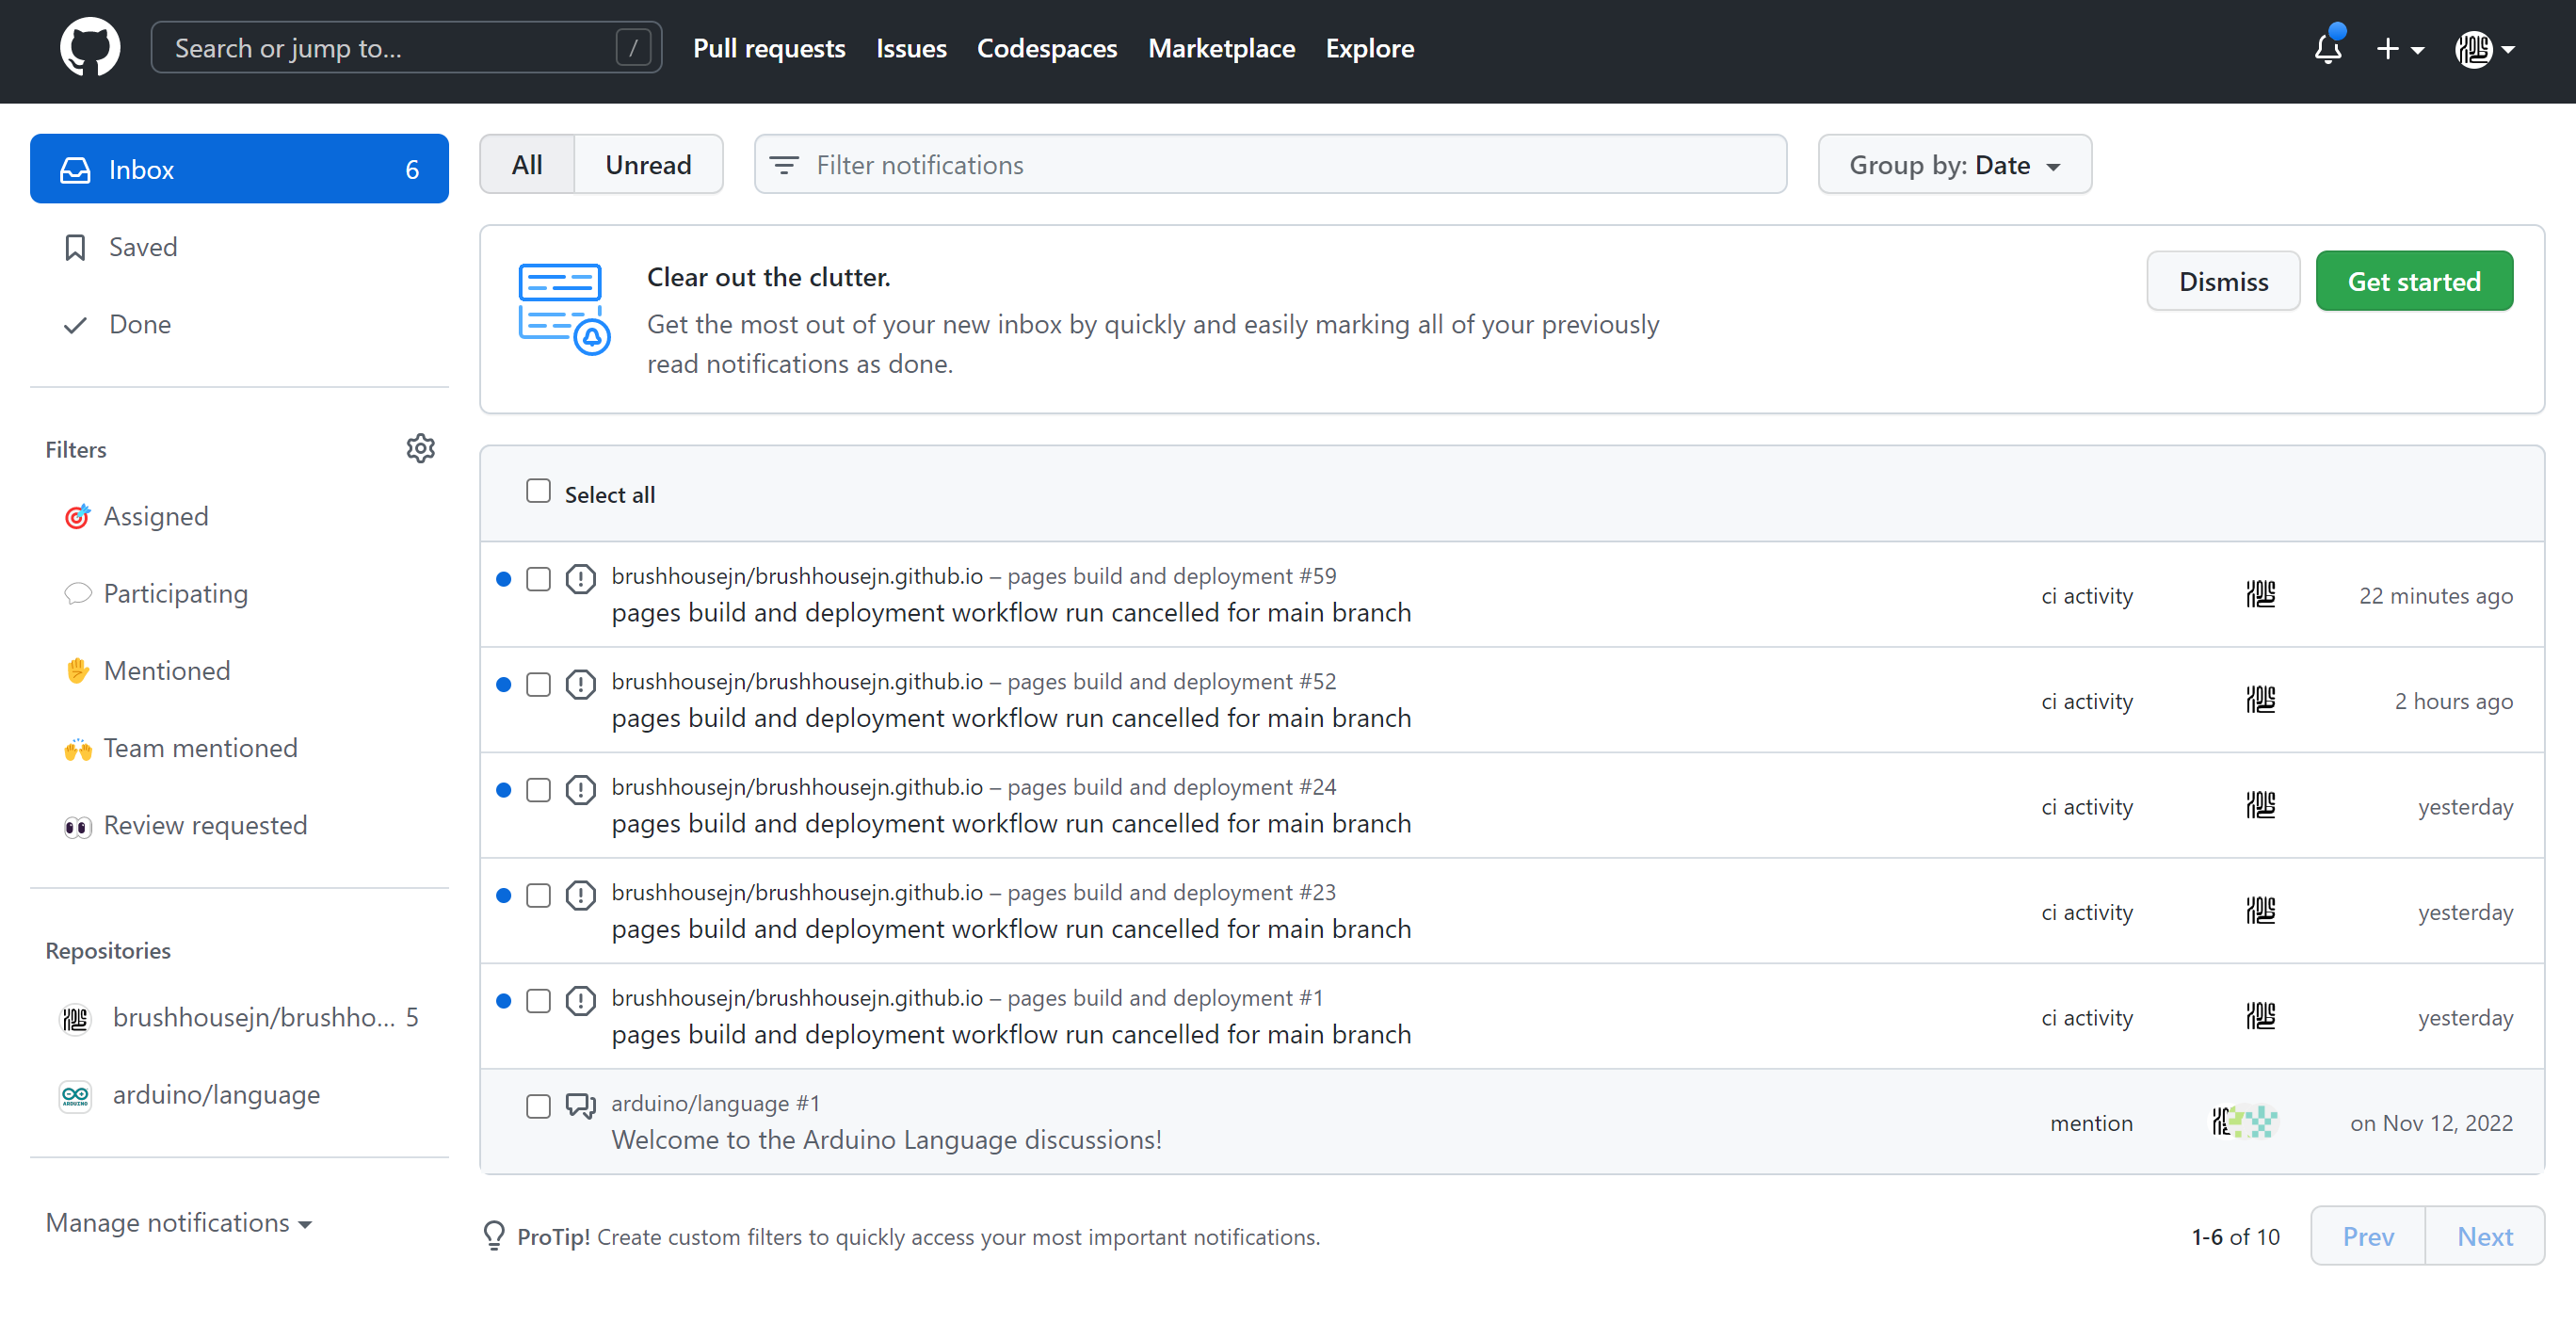 Search or jump to... /
Pull requests Issues Codespaces Marketplace Explore
Inbox 6
Saved
Done
Filters
Assigned
Participating
Mentioned
Team mentioned
Review requested
Repositories
brushhousejn/brushho... 5
arduino/language
Manage notifications
All Unread
Filter notifications
Group by: Date
Clear out the clutter.
Get the most out of your new inbox by quickly and easily marking all of your previously
read notifications as done.
Dismiss Get started
Select all
brushhousejn/brushhousejn.github.io – pages build and deployment #59
pages build and deployment workflow run cancelled for main branch
ci activity 22 minutes ago
brushhousejn/brushhousejn.github.io – pages build and deployment #52
pages build and deployment workflow run cancelled for main branch
ci activity 2 hours ago
brushhousejn/brushhousejn.github.io – pages build and deployment #24
pages build and deployment workflow run cancelled for main branch
ci activity yesterday
brushhousejn/brushhousejn.github.io – pages build and deployment #23
pages build and deployment workflow run cancelled for main branch
ci activity yesterday
brushhousejn/brushhousejn.github.io – pages build and deployment #1
pages build and deployment workflow run cancelled for main branch
ci activity yesterday
arduino/language #1
Welcome to the Arduino Language discussions!
mention on Nov 12, 2022
ProTip! Create custom filters to quickly access your most important notifications.
1-6 of 10 Prev Next